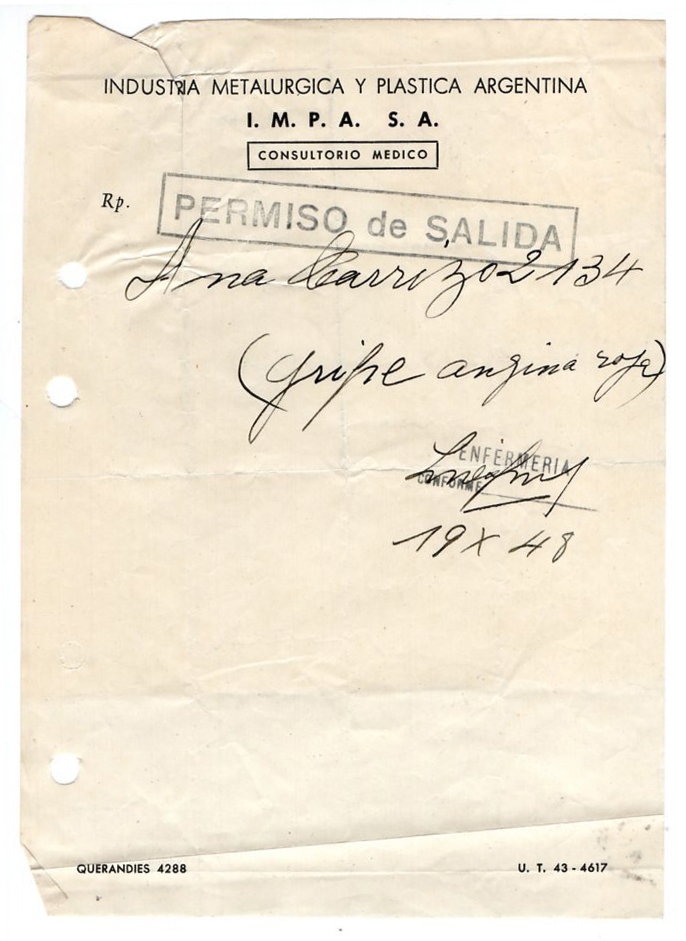 INDUSTRIA METALURGICA Y PLASTICA ARGENTINA
I. M. P. A. S. A.
CONSULTORIO MEDICO
Rp.
PERMISO de SALIDA
Ana Carrizo 2134
(gripe angina roja)
ENFERMERIA
CONFORME
19 X 48
QUERANDIES 4288
U. T. 43 - 4617